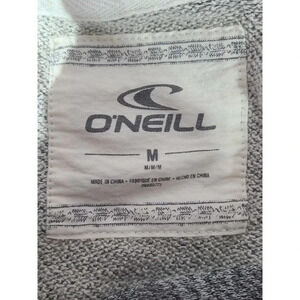 O'NEILL
M
M/M/M
MADE IN CHINA · FABRIQUÉ EN CHINE · HECHO EN CHINA